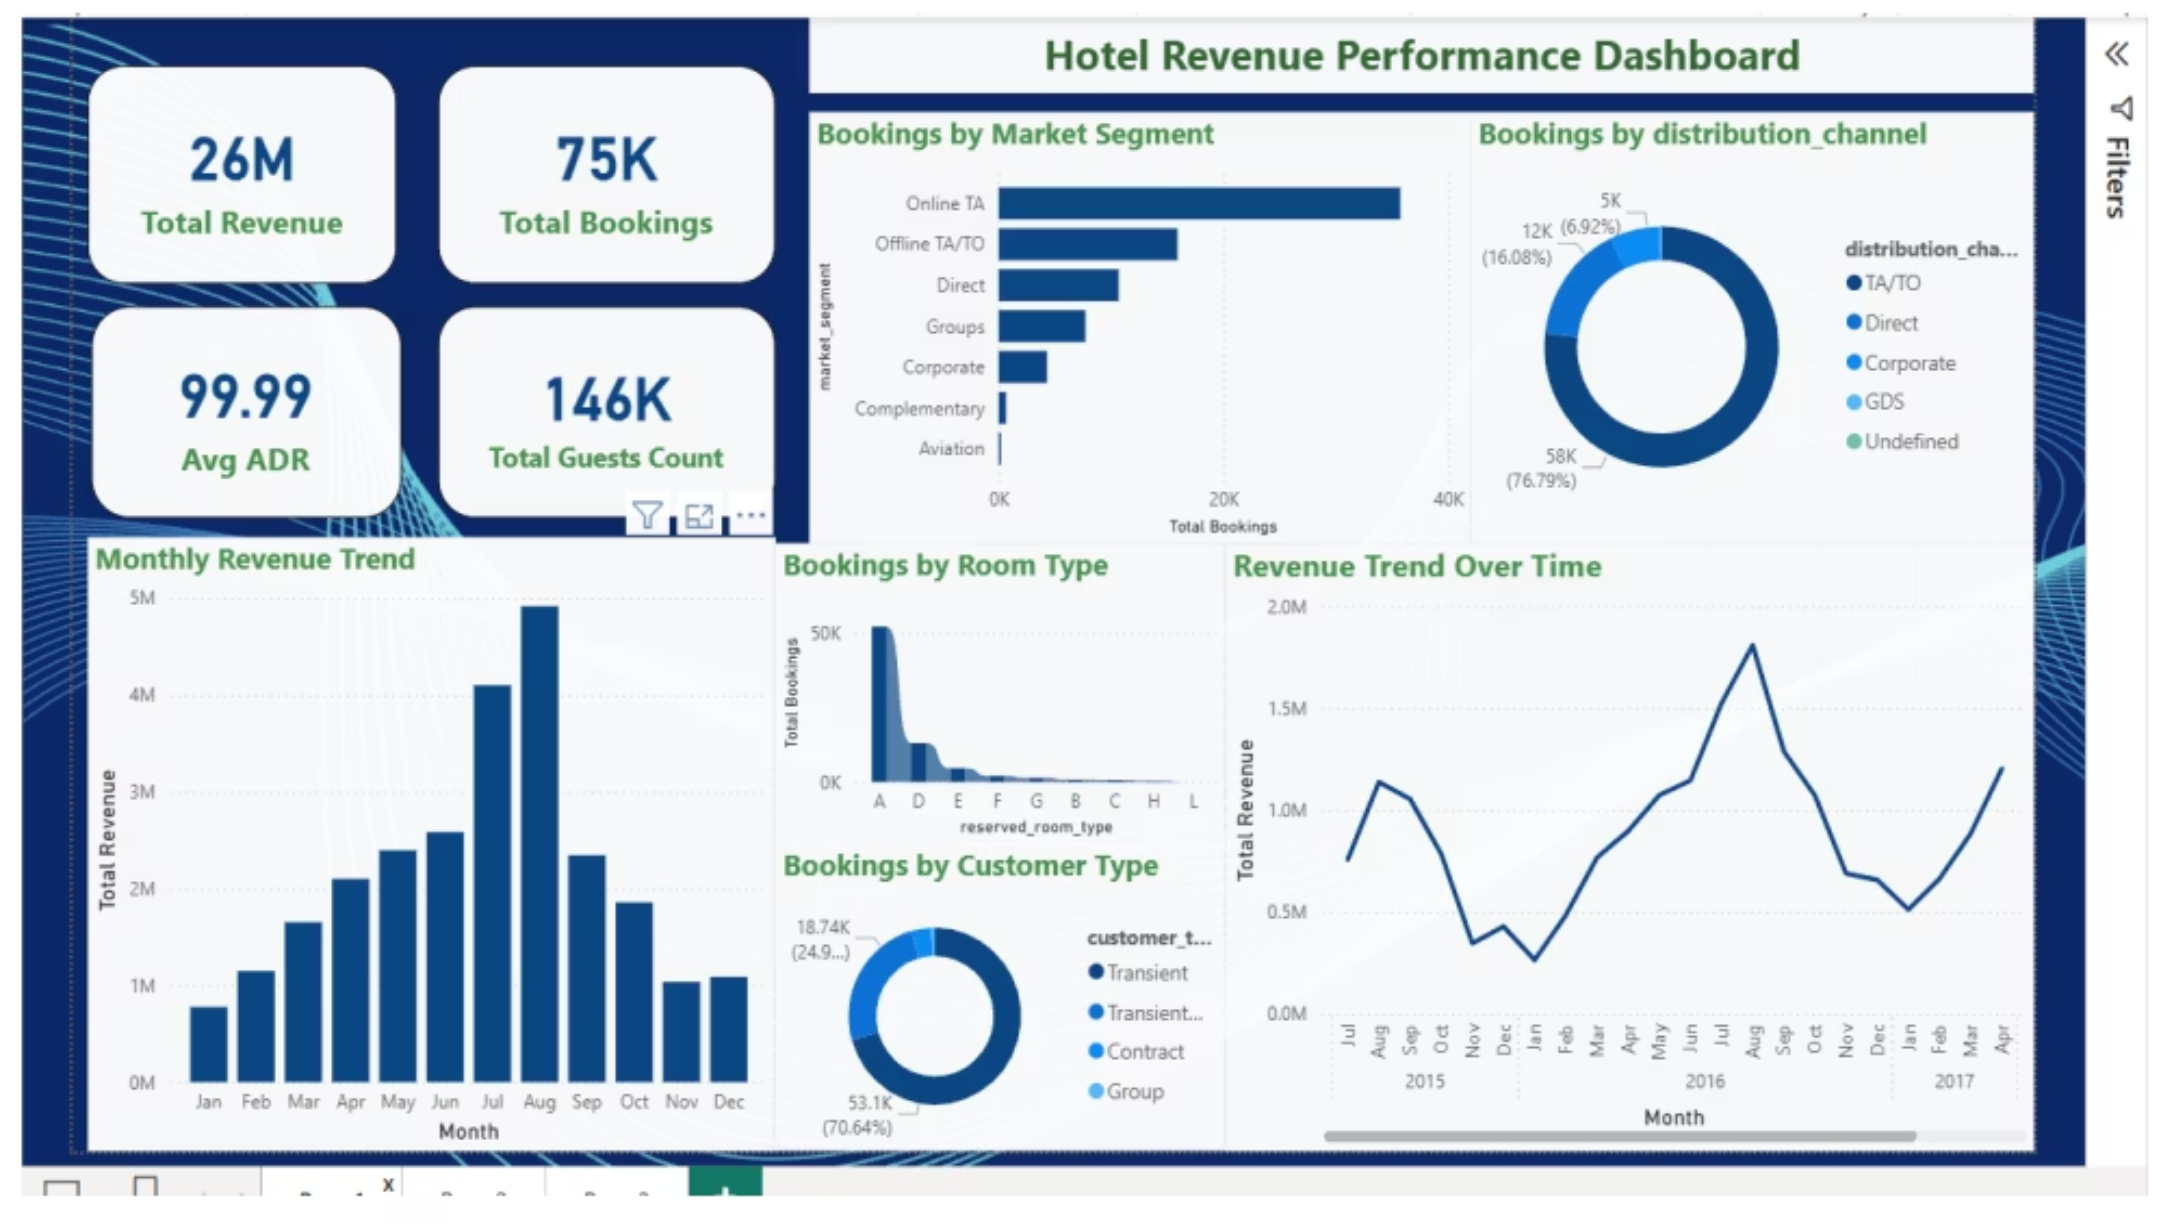 Hotel Revenue Performance Dashboard
26M
Total Revenue
75K
Total Bookings
99.99
Avg ADR
146K
Total Guests Count
Bookings by Market Segment
market_segment
Online TA
Offline TA/TO
Direct
Groups
Corporate
Complementary
Aviation
0K 20K 40K
Total Bookings
Bookings by distribution_channel
5K
(6.92%)
12K
(16.08%)
58K
(76.79%)
distribution_cha...
TA/TO
Direct
Corporate
GDS
Undefined
Filters
Monthly Revenue Trend
Total Revenue
5M
4M
3M
2M
1M
0M
Jan Feb Mar Apr May Jun Jul Aug Sep Oct Nov Dec
Month
Bookings by Room Type
Total Bookings
50K
0K
A D E F G B C H L
reserved_room_type
Bookings by Customer Type
18.74K
(24.9...)
53.1K
(70.64%)
customer_t...
Transient
Transient...
Contract
Group
Revenue Trend Over Time
Total Revenue
2.0M
1.5M
1.0M
0.5M
0.0M
Jul Aug Sep Oct Nov Dec Jan Feb Mar Apr May Jun Jul Aug Sep Oct Nov Dec Jan Feb Mar Apr
2015 2016 2017
Month
x